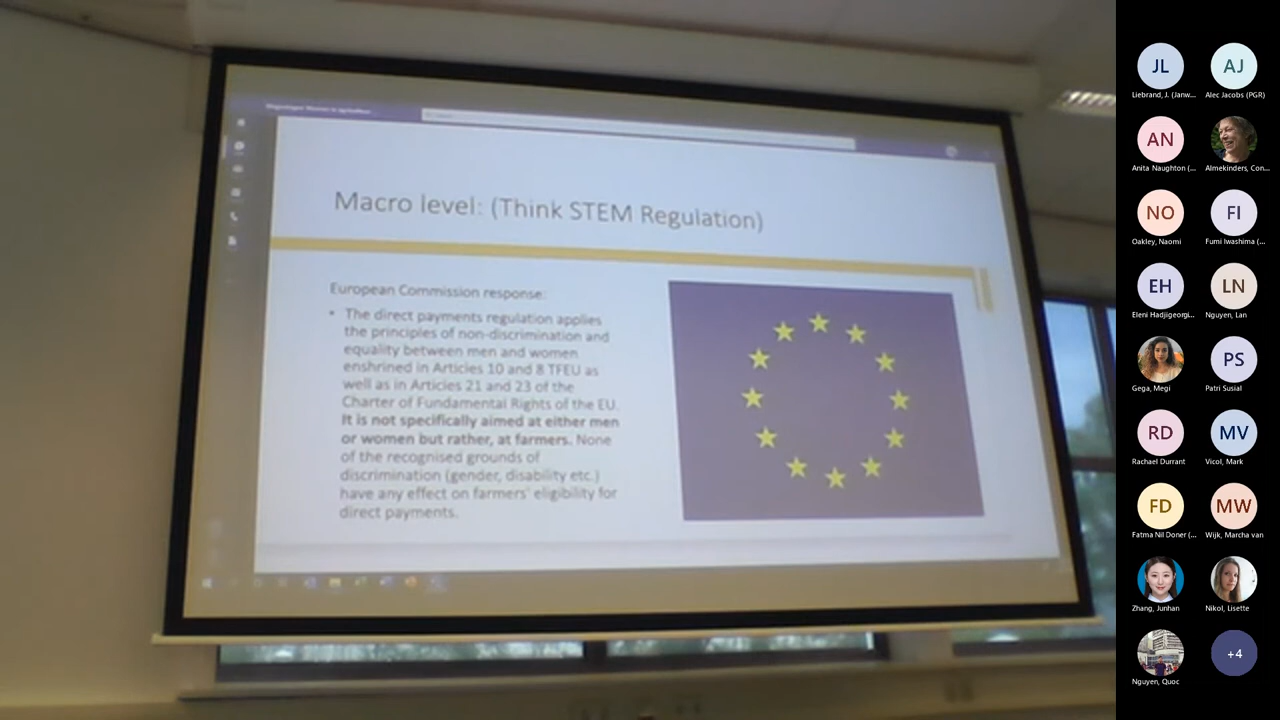 Macro level: (Think STEM Regulation)
European Commission response:
• The direct payments regulation applies
the principles of non-discrimination and
equality between men and women
enshrined in Articles 10 and 8 TFEU as
well as in Articles 21 and 23 of the
Charter of Fundamental Rights of the EU.
It is not specifically aimed at either men
or women but rather, at farmers. None
of the recognised grounds of
discrimination (gender, disability etc.)
have any effect on farmers' eligibility for
direct payments.
JL
Liebrand, J. (Janw...
AJ
Alec Jacobs (PGR)
AN
Anita Naughton (...
Almekinders, Con...
NO
Oakley, Naomi
FI
Fumi Iwashima (...
EH
Eleni Hadjigeorgi...
LN
Nguyen, Lan
Gega, Megi
PS
Patri Susial
RD
Rachael Durrant
MV
Vicol, Mark
FD
Fatma Nil Doner (...
MW
Wijk, Marcha van
Zhang, Junhan
Nikol, Lisette
Nguyen, Quoc
+4